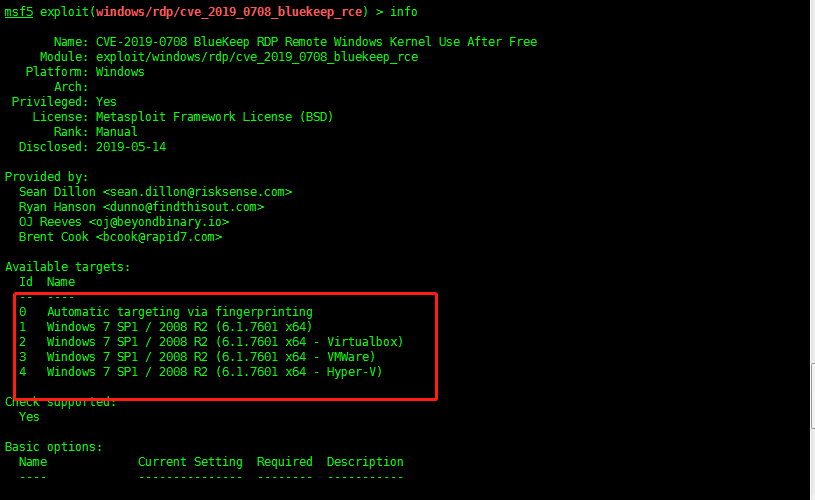 msf5 exploit(windows/rdp/cve_2019_0708_bluekeep_rce) > info
Name: CVE-2019-0708 BlueKeep RDP Remote Windows Kernel Use After Free
Module: exploit/windows/rdp/cve_2019_0708_bluekeep_rce
Platform: Windows
Arch:
Privileged: Yes
License: Metasploit Framework License (BSD)
Rank: Manual
Disclosed: 2019-05-14
Provided by:
Sean Dillon <sean.dillon@risksense.com>
Ryan Hanson <dunno@findthisout.com>
OJ Reeves <oj@beyondbinary.io>
Brent Cook <bcook@rapid7.com>
Available targets:
Id  Name
--  ----
0   Automatic targeting via fingerprinting
1   Windows 7 SP1 / 2008 R2 (6.1.7601 x64)
2   Windows 7 SP1 / 2008 R2 (6.1.7601 x64 - Virtualbox)
3   Windows 7 SP1 / 2008 R2 (6.1.7601 x64 - VMWare)
4   Windows 7 SP1 / 2008 R2 (6.1.7601 x64 - Hyper-V)
Check supported:
Yes
Basic options:
Name             Current Setting  Required  Description
----             ---------------  --------  -----------